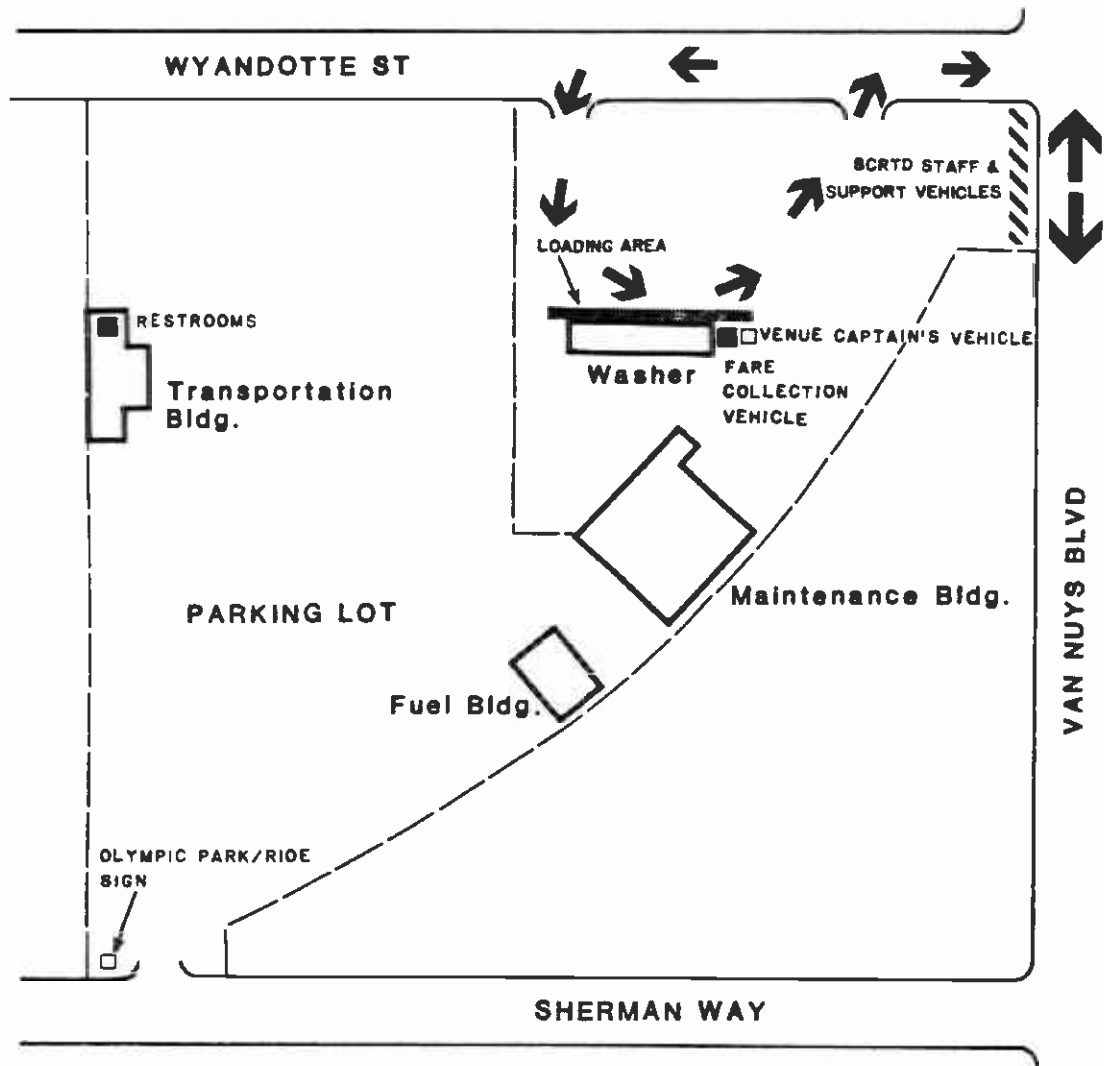 WYANDOTTE ST
SCRTD STAFF &
SUPPORT VEHICLES
LOADING AREA
RESTROOMS
VENUE CAPTAIN'S VEHICLE
Washer
FARE
COLLECTION
VEHICLE
Transportation
Bldg.
VAN NUYS BLVD
Maintenance Bldg.
PARKING LOT
Fuel Bldg.
OLYMPIC PARK/RIDE
SIGN
SHERMAN WAY